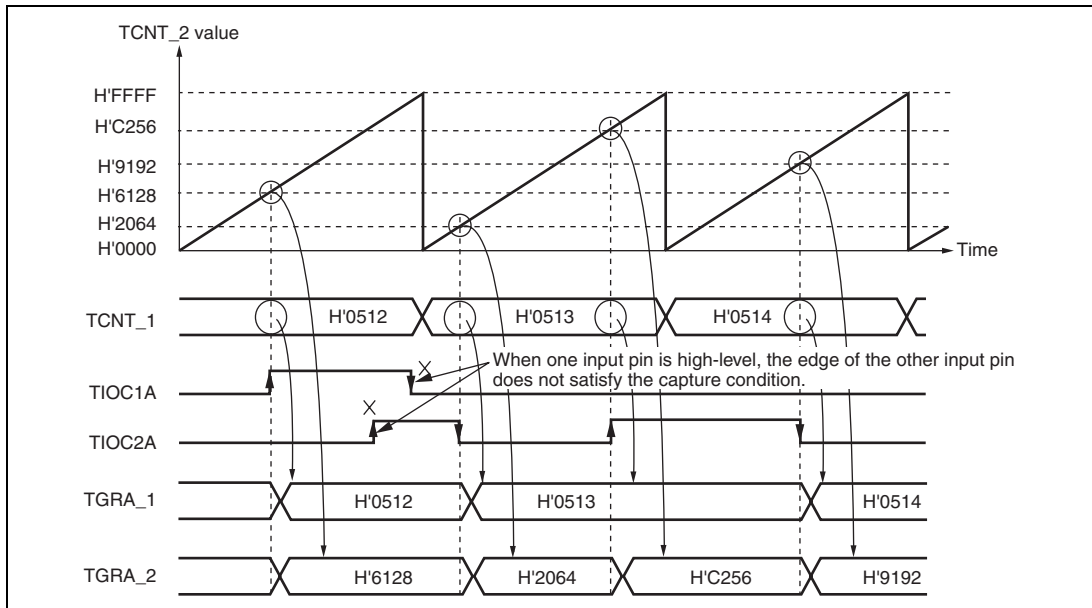 TCNT_2 value
H'FFFF
H'C256
H'9192
H'6128
H'2064
H'0000
Time
TCNT_1
H'0512
H'0513
H'0514
When one input pin is high-level, the edge of the other input pin
does not satisfy the capture condition.
TIOC1A
TIOC2A
TGRA_1
H'0512
H'0513
H'0514
TGRA_2
H'6128
H'2064
H'C256
H'9192